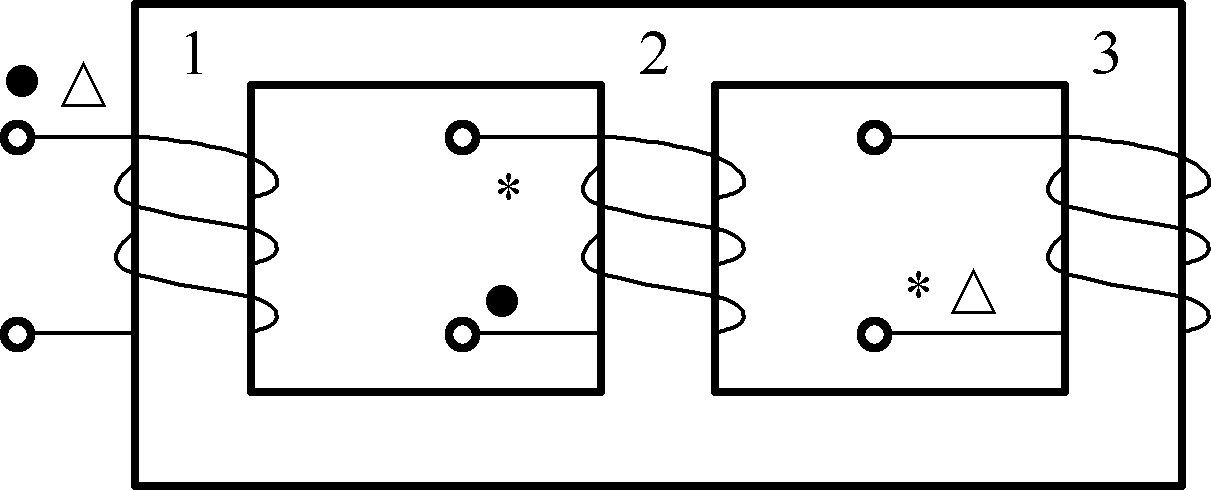 1 2 3
● △
*
● * △